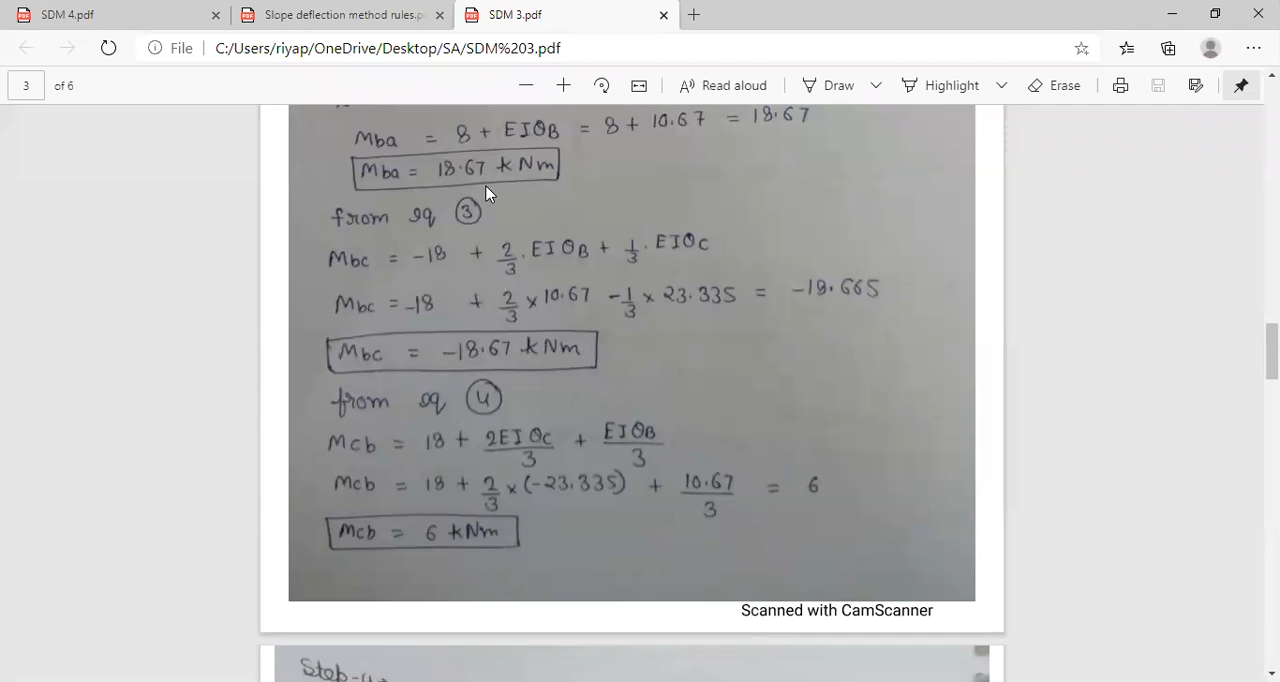 SDM 4.pdf
Slope deflection method rules.p
SDM 3.pdf
File
C:/Users/riyap/OneDrive/Desktop/SA/SDM%203.pdf
3 of 6
Read aloud
Draw
Highlight
Erase
Mba = 8 + EIθB = 8 + 10.67 = 18.67
Mba = 18.67 kNm
from eq ③
Mbc = -18 + 2/3 . EIθB + 1/3 . EIθC
Mbc = -18 + 2/3 × 10.67 - 1/3 × 23.335 = -18.665
Mbc = -18.67 kNm
from eq ④
Mcb = 18 + 2EIθC/3 + EIθB/3
Mcb = 18 + 2/3 × (-23.335) + 10.67/3 = 6
Mcb = 6 kNm
Scanned with CamScanner